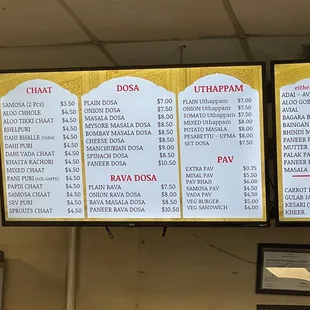 CHAAT
SAMOSA (2 Pcs) $3.50
ALOO CHHOLE $4.50
ALOO TIKKI CHAAT $4.50
BHELPURI $4.50
DAHI BHALLE (VADA) $4.50
DAHI PURI $4.50
DAHI VADA CHAAT $4.50
KHASTA KACHORI $4.50
MIXED CHAAT $4.50
PANI PURI (GOL GAPPE) $4.50
PAPDI CHAAT $4.50
SEV PURI $4.50
SPROUTS CHAAT $4.50
DOSA
PLAIN DOSA $7.00
ONION DOSA $7.50
MASALA DOSA $8.00
MYSORE MASALA DOSA $8.50
BOMBAY MASALA DOSA $8.50
CHEESE DOSA $8.50
MANCHURIAN DOSA $9.00
SPINACH DOSA $8.50
PANEER DOSA $10.50
RAVA DOSA
PLAIN RAVA $7.50
ONION RAVA DOSA $8.00
RAVA MASALA DOSA $8.50
PANEER RAVA DOSA $10.50
UTHAPPAM
PLAIN Uthappam $7.00
ONION Uthappam $7.50
TOMATO Uthappam $7.50
MIXED Uthappam $8.00
POTATO MASALA $8.00
PESARETTU - UPMA $8.00
SET DOSA $7.50
PAV
EXTRA PAV $0.75
MISAL PAV $5.50
PAV BHAJI $6.00
SAMOSA PAV $4.50
VADA PAV $4.50
VEG BURGER $5.00
VEG SANDWICH $4.00
ADAI - AV
ALOO GOB
AVIAL
BAGARA B
BAINGAN
BHINDI M
PANEER
MUTTER
PALAK P
PANEER
MASALA
CARROT
GULAB
KESARI
KHEER